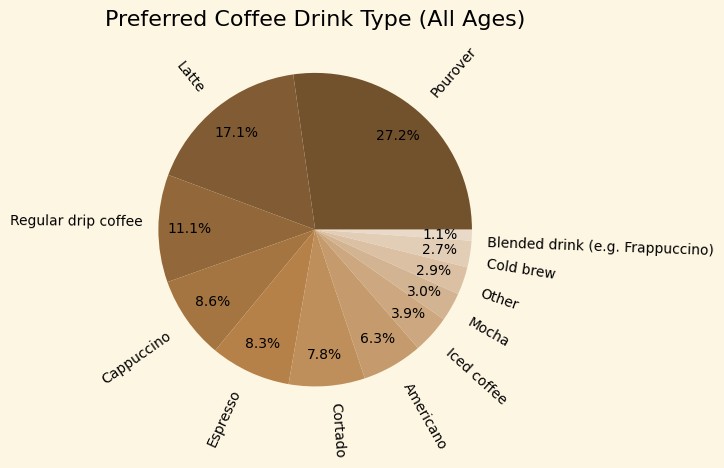 Preferred Coffee Drink Type (All Ages)
Pourover
27.2%
Latte
17.1%
Regular drip coffee
11.1%
Cappuccino
8.6%
Espresso
8.3%
Cortado
7.8%
Americano
6.3%
Iced coffee
3.9%
Mocha
3.0%
Other
2.9%
Cold brew
2.7%
Blended drink (e.g. Frappuccino)
1.1%